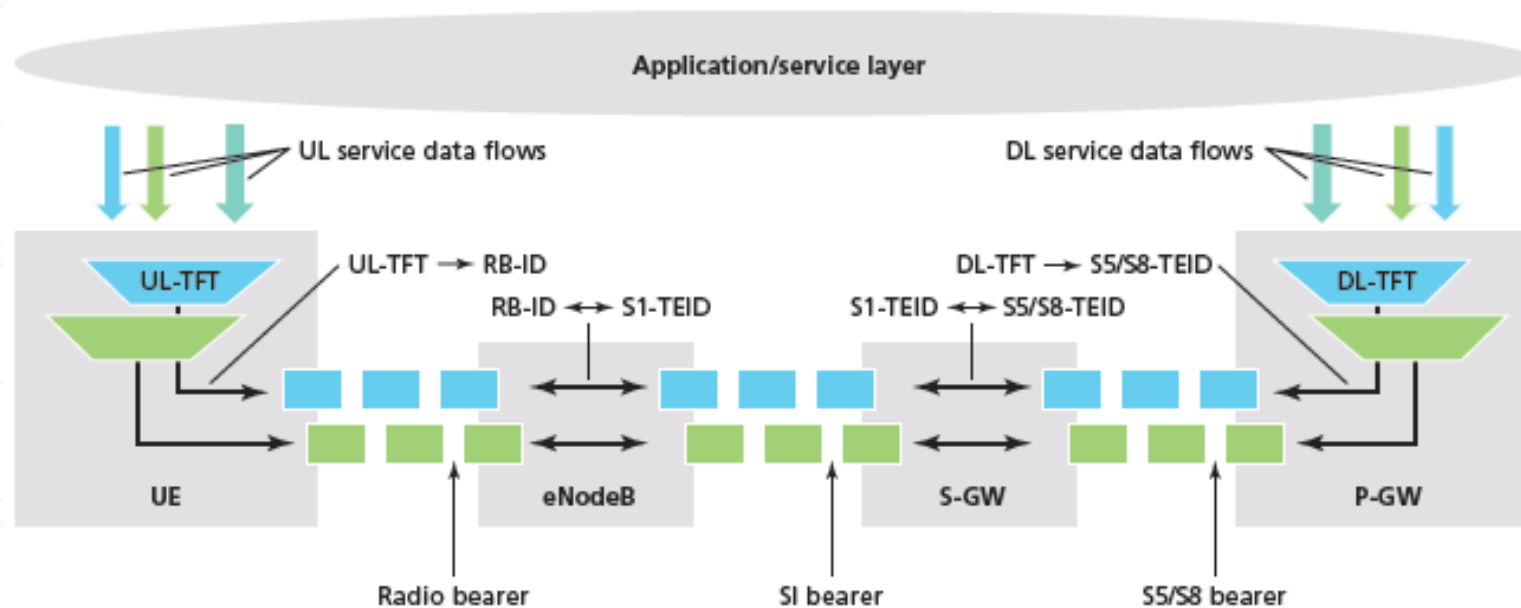 Application/service layer
UL service data flows
DL service data flows
UL-TFT
UL-TFT → RB-ID
DL-TFT → S5/S8-TEID
DL-TFT
RB-ID ↔ S1-TEID
S1-TEID ↔ S5/S8-TEID
UE
eNodeB
S-GW
P-GW
Radio bearer
SI bearer
S5/S8 bearer